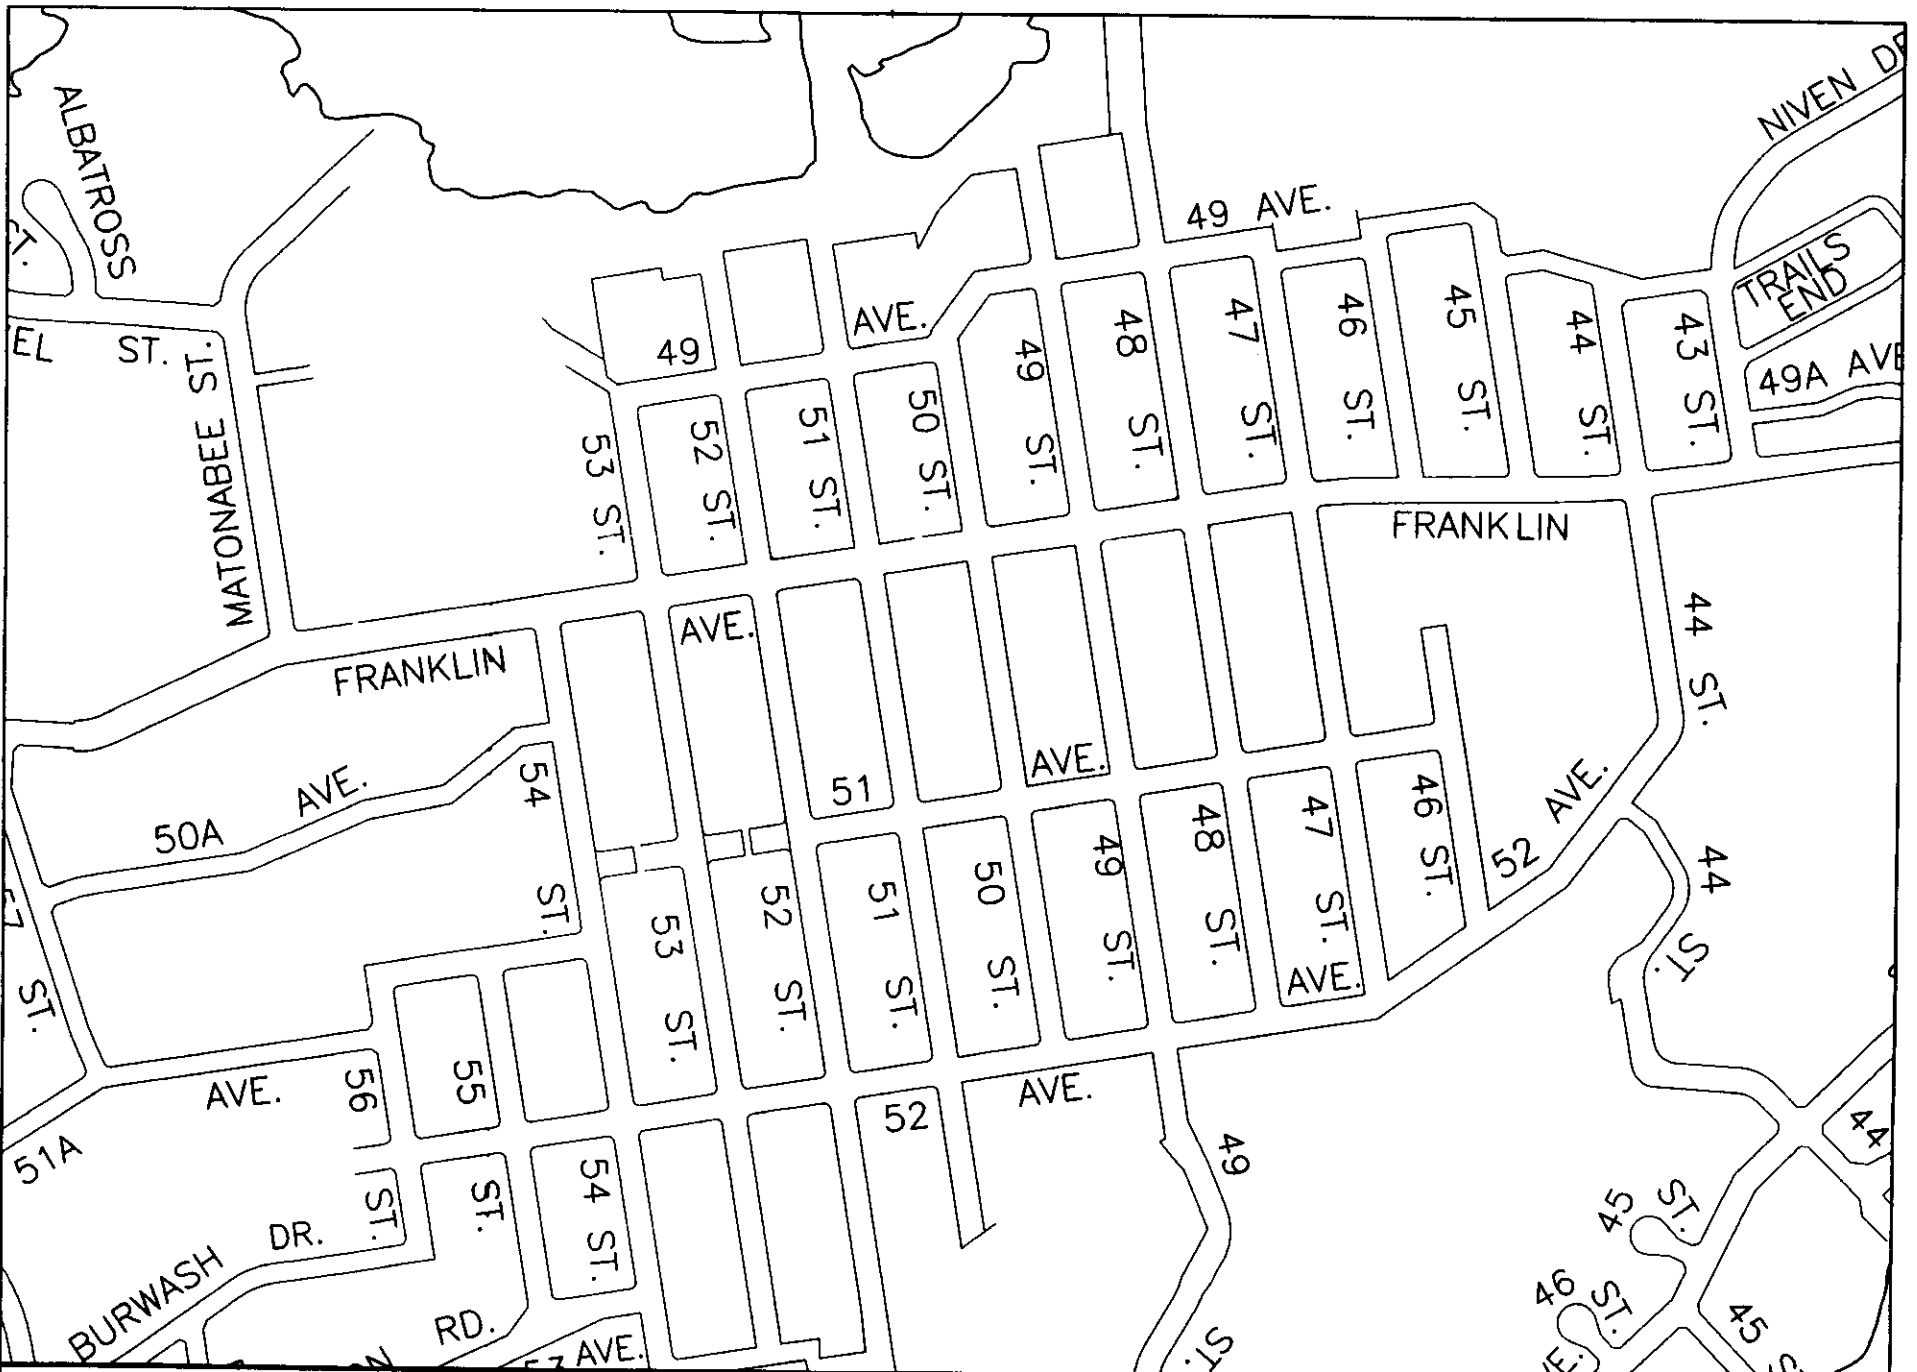 NIVEN
ALBATROSS
ST.
49 AVE.
TRAILS
END
49A AVE
EL ST.
MATONABEE ST.
49 AVE.
53 ST.
52 ST.
51 ST.
50 ST.
49 ST.
48 ST.
47 ST.
46 ST.
45 ST.
44 ST.
43 ST.
FRANKLIN AVE.
FRANKLIN
44 ST.
50A AVE.
54 ST.
51 AVE.
53 ST.
52 ST.
51 ST.
50 ST.
49 ST.
48 ST.
47 ST.
46 ST.
52 AVE.
44 ST.
ST.
51A AVE.
56 ST.
55 ST.
54 ST.
52 AVE.
AVE.
49 ST.
44
45 ST.
46 ST.
45
BURWASH DR.
RD.
AVE.